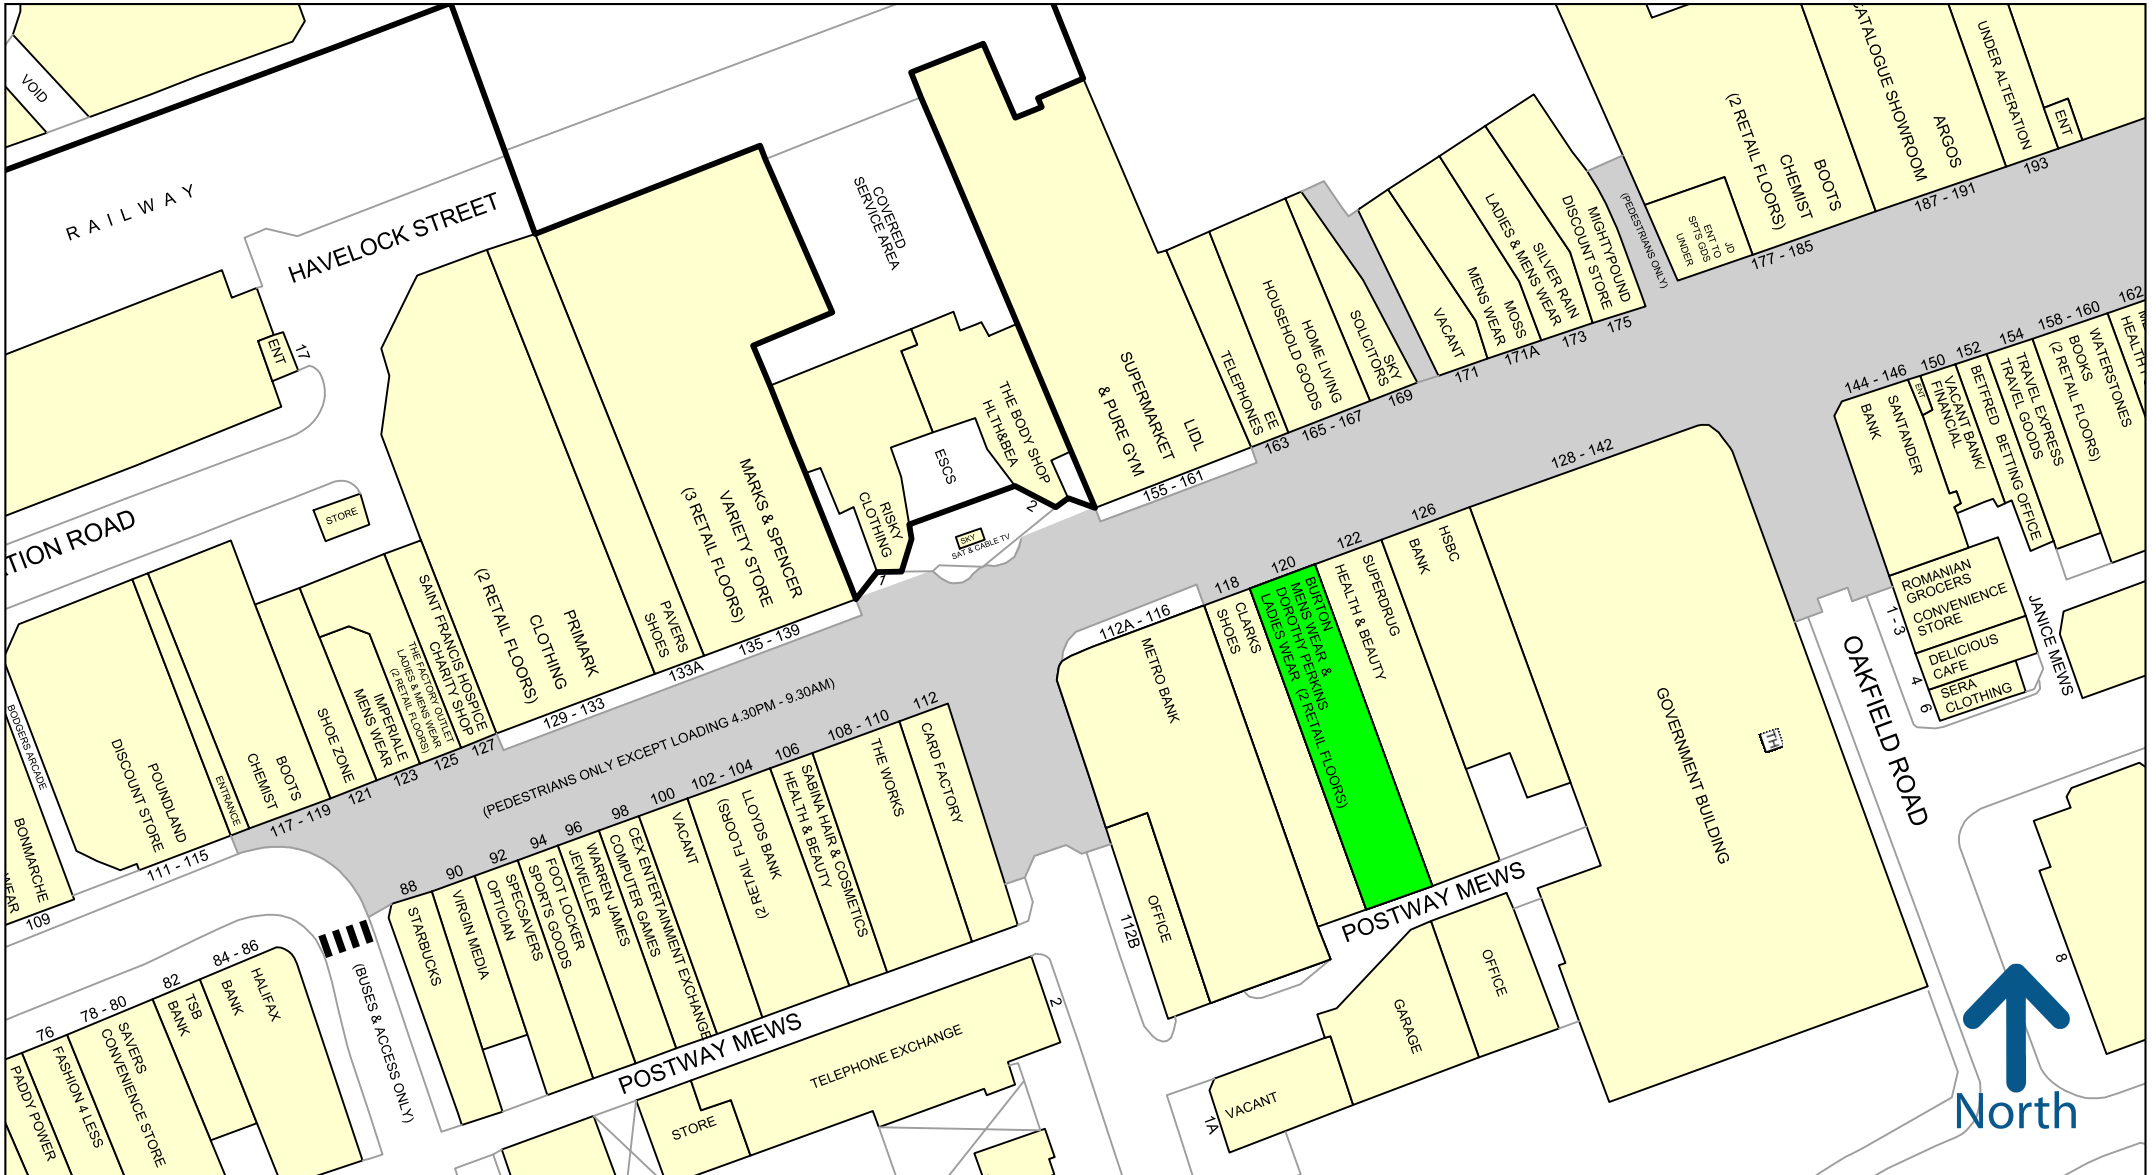 VOID
RAILWAY
HAVELOCK STREET
COVERED
SERVICE AREA
ENT
17
TION ROAD
STORE
BODGERS ARCADE
BONMARCHE
WEAR
109
POUNDLAND
DISCOUNT STORE
111 - 115
ENTRANCE
BOOTS
CHEMIST
117 - 119
SHOE ZONE
121
IMPERIALE
MENS WEAR
123
THE FACTORY OUTLET
LADIES & MENS WEAR
(2 RETAIL FLOORS)
125
SAINT FRANCIS HOSPICE
CHARITY SHOP
127
PRIMARK
CLOTHING
(2 RETAIL FLOORS)
129 - 133
PAVERS
SHOES
133A
MARKS & SPENCER
VARIETY STORE
(3 RETAIL FLOORS)
135 - 139
RISKY
CLOTHING
1
ESCS
THE BODY SHOP
HLTH&BEA
2
SKY
SAT & CABLE TV
LIDL
SUPERMARKET
& PURE GYM
155 - 161
EE
TELEPHONES
163
HOME LIVING
HOUSEHOLD GOODS
165 - 167
SKY
SOLICITORS
169
VACANT
171
MOSS
MENS WEAR
171A
SILVER RAIN
LADIES & MENS WEAR
173
MIGHTYPOUND
DISCOUNT STORE
175
(PEDESTRIANS ONLY)
JD
SPTS GDS
ENT TO
UNDER
BOOTS
CHEMIST
(2 RETAIL FLOORS)
177 - 185
ARGOS
CATALOGUE SHOWROOM
187 - 191
UNDER ALTERATION
193
ENT
(PEDESTRIANS ONLY EXCEPT LOADING 4.30PM - 9.30AM)
76
78 - 80
82
84 - 86
PADDY POWER
FASHION 4 LESS
SAVERS
CONVENIENCE STORE
TSB
BANK
HALIFAX
BANK
(BUSES & ACCESS ONLY)
88
STARBUCKS
90
VIRGIN MEDIA
92
SPECSAVERS
OPTICIAN
94
FOOT LOCKER
SPORTS GOODS
96
WARREN JAMES
JEWELLER
98
CEX ENTERTAINMENT EXCHANGE
COMPUTER GAMES
100
VACANT
102 - 104
LLOYDS BANK
(2 RETAIL FLOORS)
106
SABINA HAIR & COSMETICS
HEALTH & BEAUTY
108 - 110
THE WORKS
112
CARD FACTORY
POSTWAY MEWS
TELEPHONE EXCHANGE
2
STORE
112A - 116
METRO BANK
112B
OFFICE
118
CLARKS
SHOES
120
BURTON
MENS WEAR &
DOROTHY PERKINS
LADIES WEAR (2 RETAIL FLOORS)
122
SUPERDRUG
HEALTH & BEAUTY
126
HSBC
BANK
128 - 142
GOVERNMENT BUILDING
TH
POSTWAY MEWS
OFFICE
GARAGE
VACANT
1A
OAKFIELD ROAD
144 - 146
SANTANDER
BANK
ENT
150
VACANT BANK/
FINANCIAL
152
BETFRED BETTING OFFICE
154
TRAVEL EXPRESS
TRAVEL GOODS
158 - 160
WATERSTONES
BOOKS
(2 RETAIL FLOORS)
162
HEALTH
1 - 3
ROMANIAN
GROCERS
CONVENIENCE
STORE
4
DELICIOUS
CAFE
6
SERA
CLOTHING
JANICE MEWS
8
North